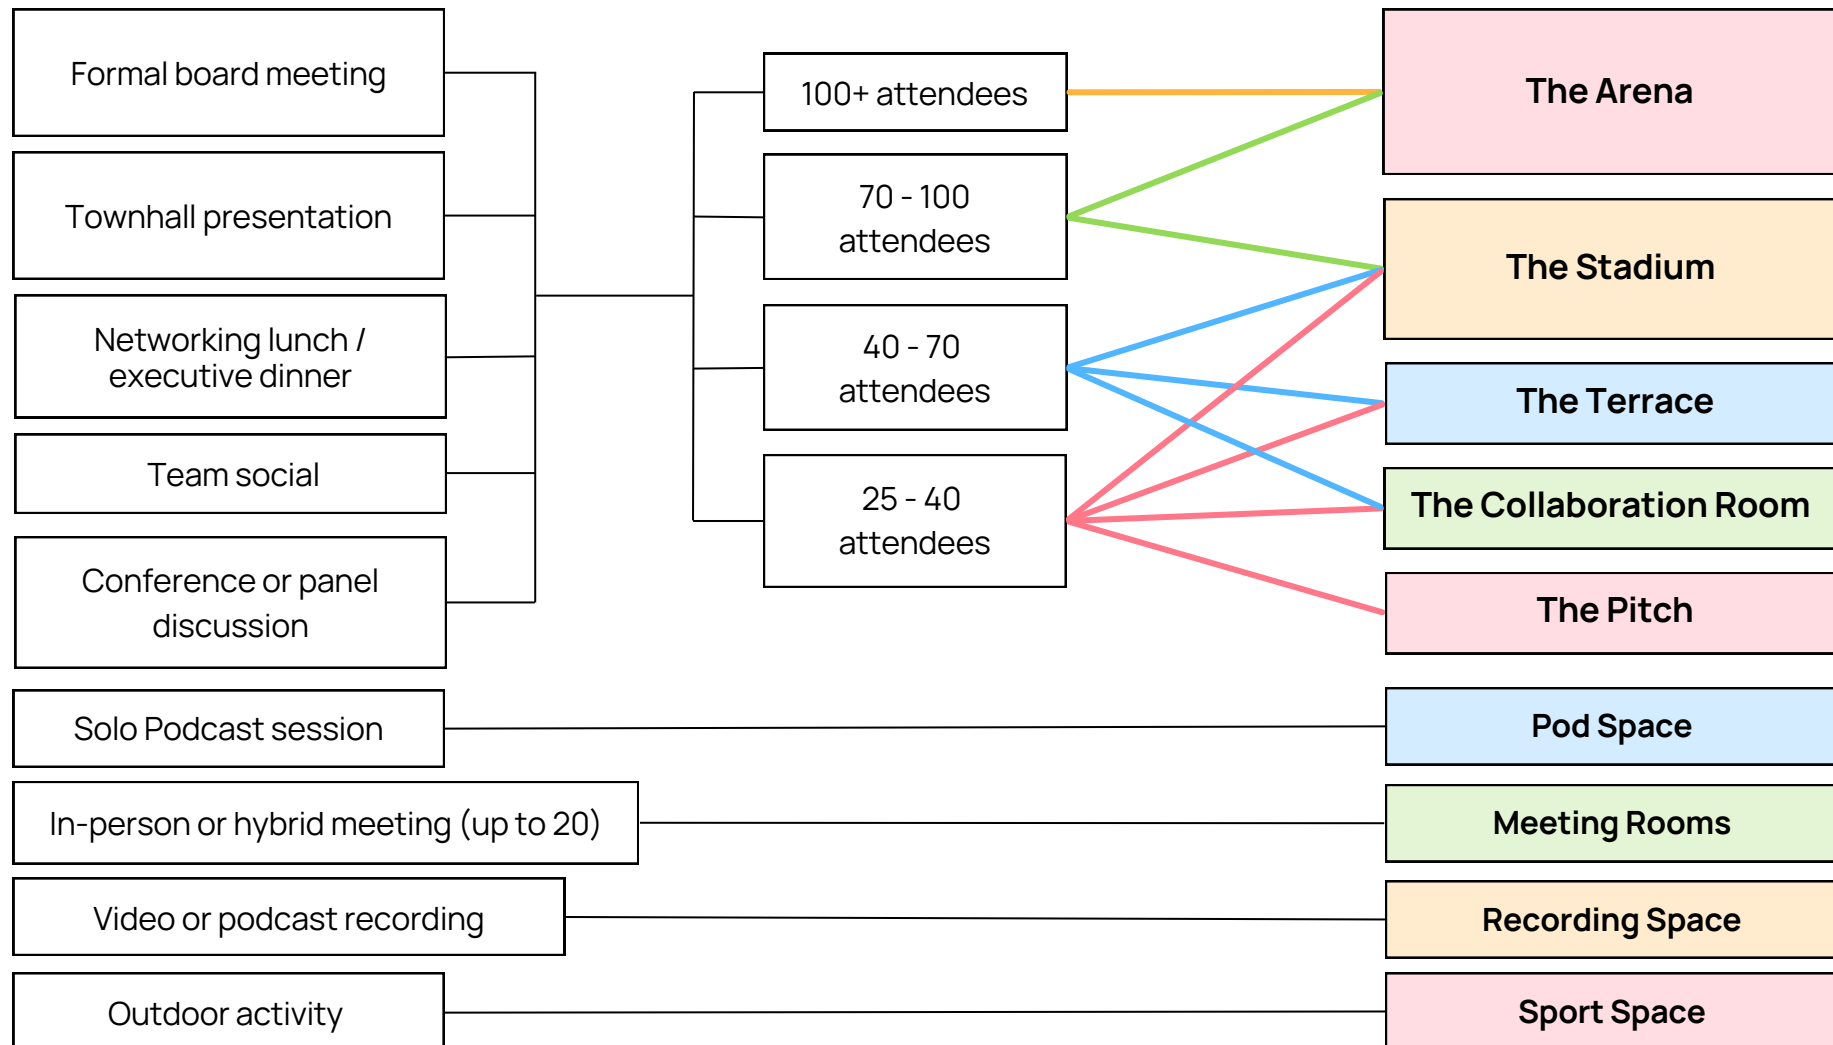 Formal board meeting
Townhall presentation
Networking lunch /
executive dinner
Team social
Conference or panel
discussion
Solo Podcast session
In-person or hybrid meeting (up to 20)
Video or podcast recording
Outdoor activity
100+ attendees
70 - 100
attendees
40 - 70
attendees
25 - 40
attendees
The Arena
The Stadium
The Terrace
The Collaboration Room
The Pitch
Pod Space
Meeting Rooms
Recording Space
Sport Space